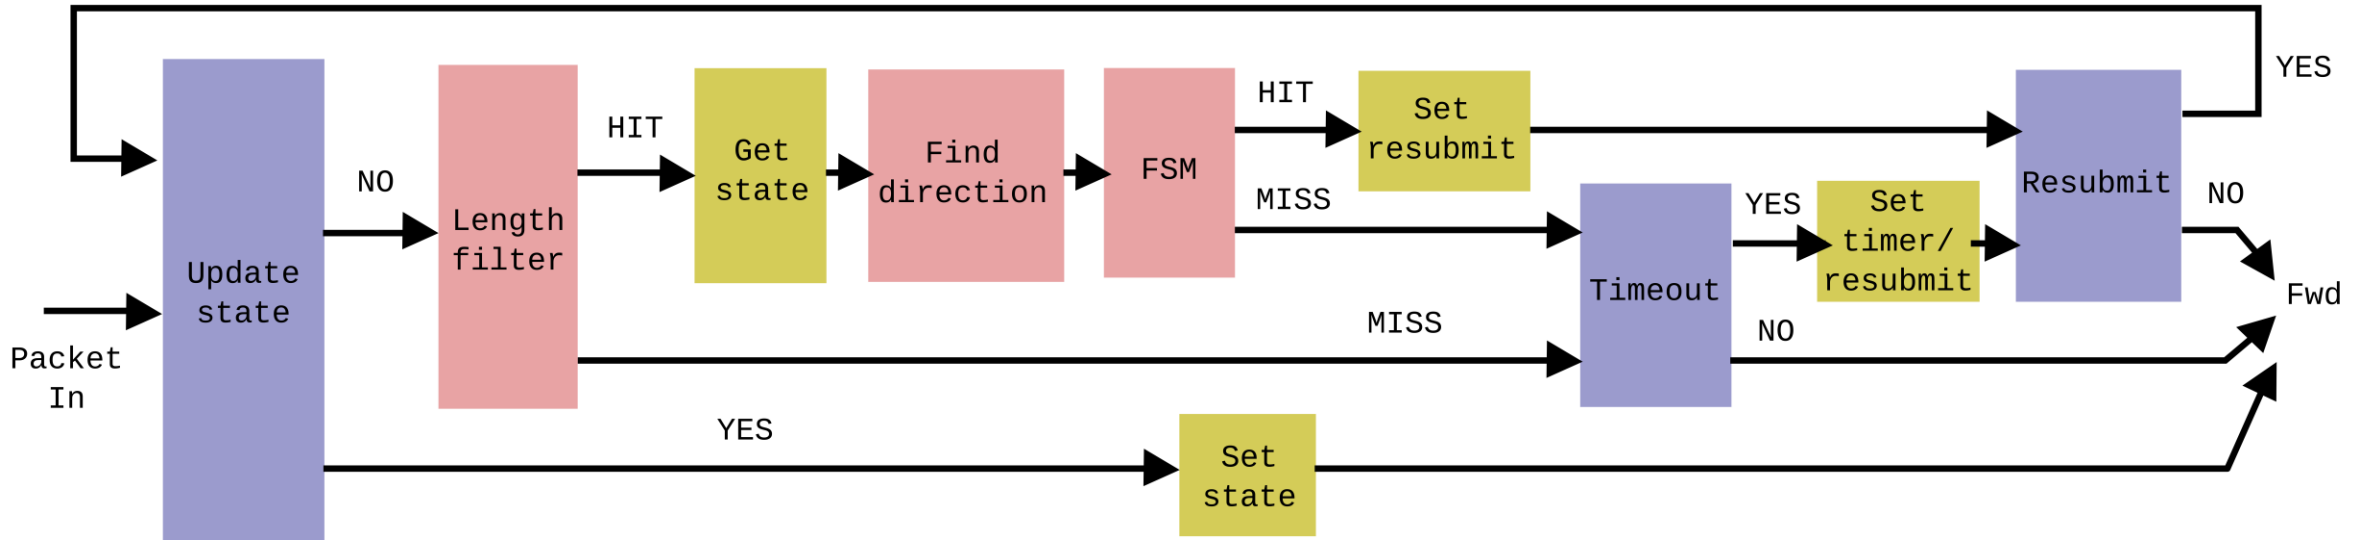 Packet
In
Update
state
NO
Length
filter
HIT
Get
state
Find
direction
FSM
HIT
Set
resubmit
MISS
MISS
Timeout
YES
Set
timer/
resubmit
NO
Resubmit
YES
NO
Fwd
YES
Set
state